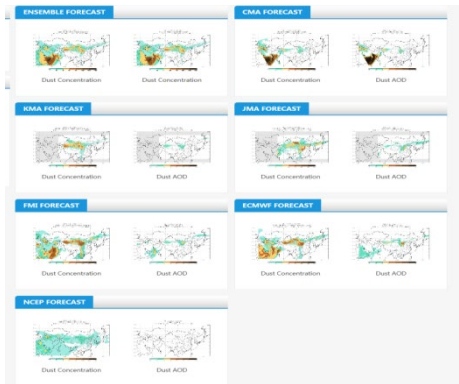 ENSEMBLE FORECAST
CMA FORECAST
Dust Concentration
Dust Concentration
Dust Concentration
Dust AOD
KMA FORECAST
JMA FORECAST
Dust Concentration
Dust AOD
Dust Concentration
Dust AOD
FMI FORECAST
ECMWF FORECAST
Dust Concentration
Dust AOD
Dust Concentration
Dust AOD
NCEP FORECAST
Dust Concentration
Dust AOD